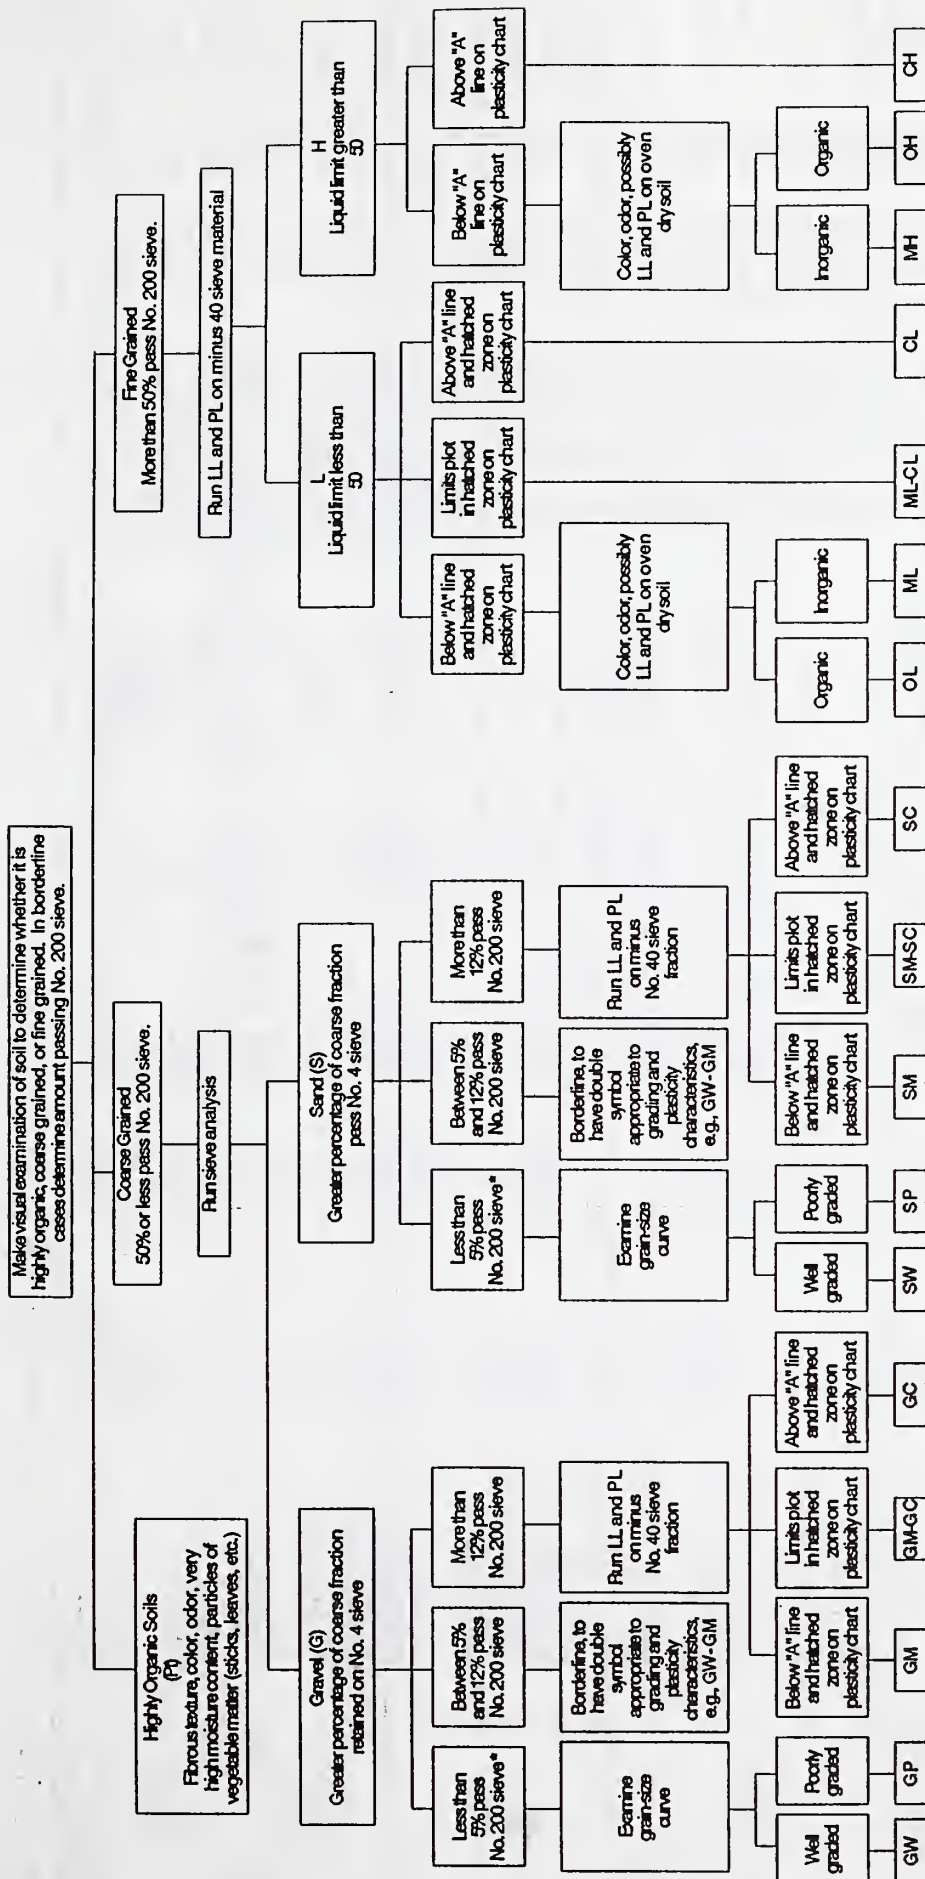 Make visual examination of soil to determine whether it is
highly organic, coarse grained, or fine grained. In borderline
cases determine amount passing No. 200 sieve.
Highly Organic Soils
(Pt)
Fibrous texture, color, odor, very
high moisture content, particles of
vegetable matter (sticks, leaves, etc.)
Coarse Grained
50% or less pass No. 200 sieve.
Run sieve analysis
Fine Grained
More than 50% pass No. 200 sieve.
Run LL and PL on minus 40 sieve material
Gravel (G)
Greater percentage of coarse fraction
retained on No. 4 sieve
Sand (S)
Greater percentage of coarse fraction
pass No. 4 sieve
L
Liquid limit less than
50
H
Liquid limit greater than
50
Less than
5% pass
No. 200 sieve*
Between 5%
and 12% pass
No. 200 sieve
More than
12% pass
No. 200 sieve
Less than
5% pass
No. 200 sieve*
Between 5%
and 12% pass
No. 200 sieve
More than
12% pass
No. 200 sieve
Below "A" line
and hatched
zone on
plasticity chart
Limits plot
in hatched
zone on
plasticity chart
Above "A" line
and hatched
zone on
plasticity chart
Below "A"
line on
plasticity chart
Above "A"
line on
plasticity chart
Examine
grain-size
curve
Borderline, to
have double
symbol
appropriate to
grading and
plasticity
characteristics,
e.g., GW-GM
Run LL and PL
on minus
No. 40 sieve
fraction
Examine
grain-size
curve
Borderline, to
have double
symbol
appropriate to
grading and
plasticity
characteristics,
e.g., GW-GM
Run LL and PL
on minus
No. 40 sieve
fraction
Color, odor, possibly
LL and PL on oven
dry soil
Color, odor, possibly
LL and PL on oven
dry soil
Well
graded
Poorly
graded
Below "A" line
and hatched
zone on
plasticity chart
Limits plot
in hatched
zone on
plasticity chart
Above "A" line
and hatched
zone on
plasticity chart
Well
graded
Poorly
graded
Below "A" line
and hatched
zone on
plasticity chart
Limits plot
in hatched
zone on
plasticity chart
Above "A" line
and hatched
zone on
plasticity chart
Organic
Inorganic
Inorganic
Organic
GW
GP
GM
GM-GC
GC
SW
SP
SM
SM-SC
SC
OL
ML
ML-CL
CL
MH
OH
CH